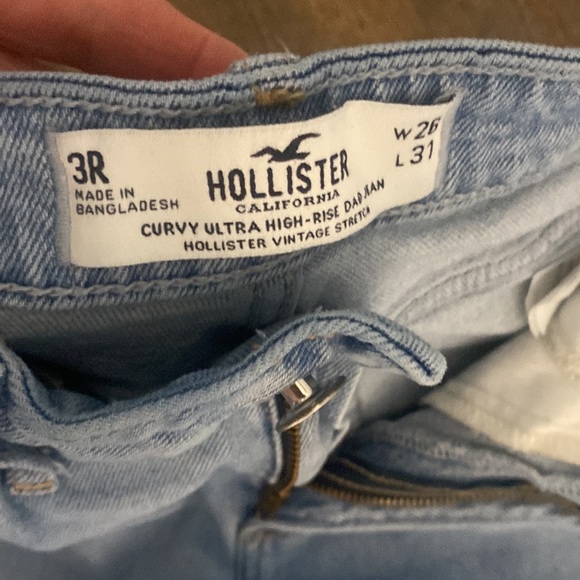 3R
MADE IN
BANGLADESH
HOLLISTER
CALIFORNIA
CURVY ULTRA HIGH-RISE DAD JEAN
HOLLISTER VINTAGE STRETCH
W 26
L 31